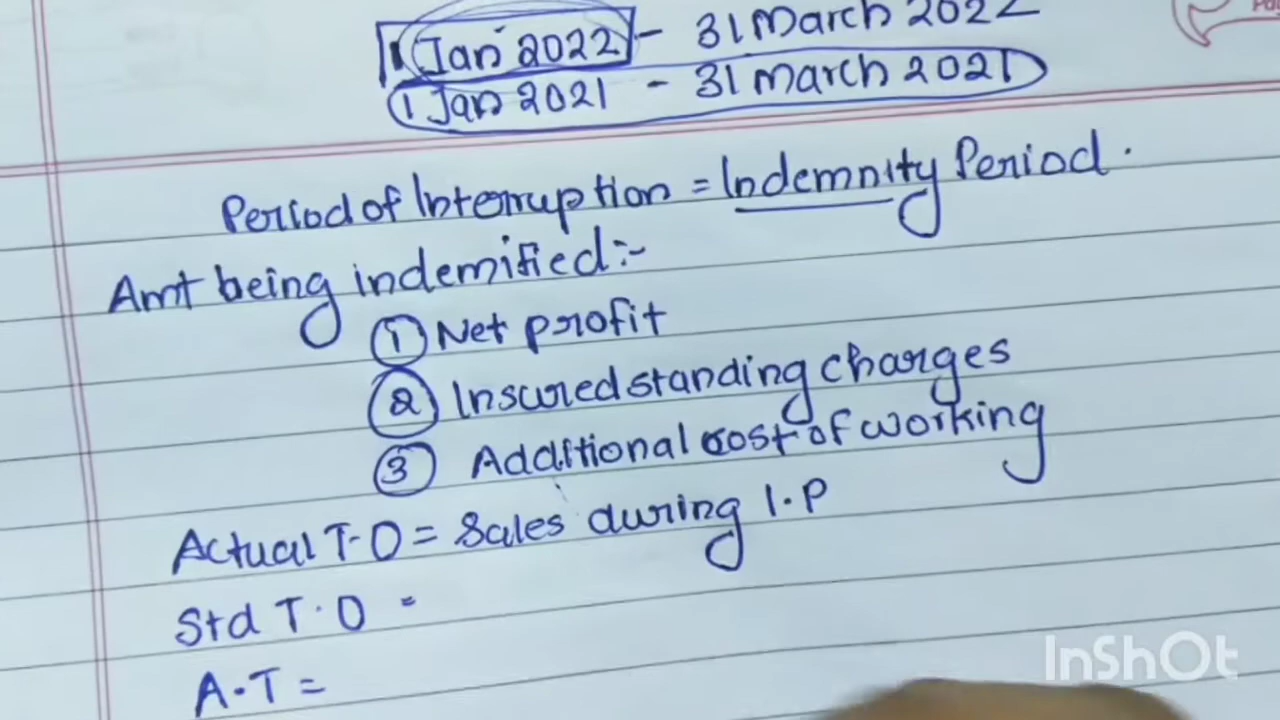 1 Jan 2022 - 31 March 2022
1 Jan 2021 - 31 March 2021
Period of Interruption = Indemnity Period.
Amt being indemified:-
① Net profit
② Insured standing charges
③ Additional cost of working
Actual T.O = Sales during I.P
Std T.O =
A.T =
InShOt